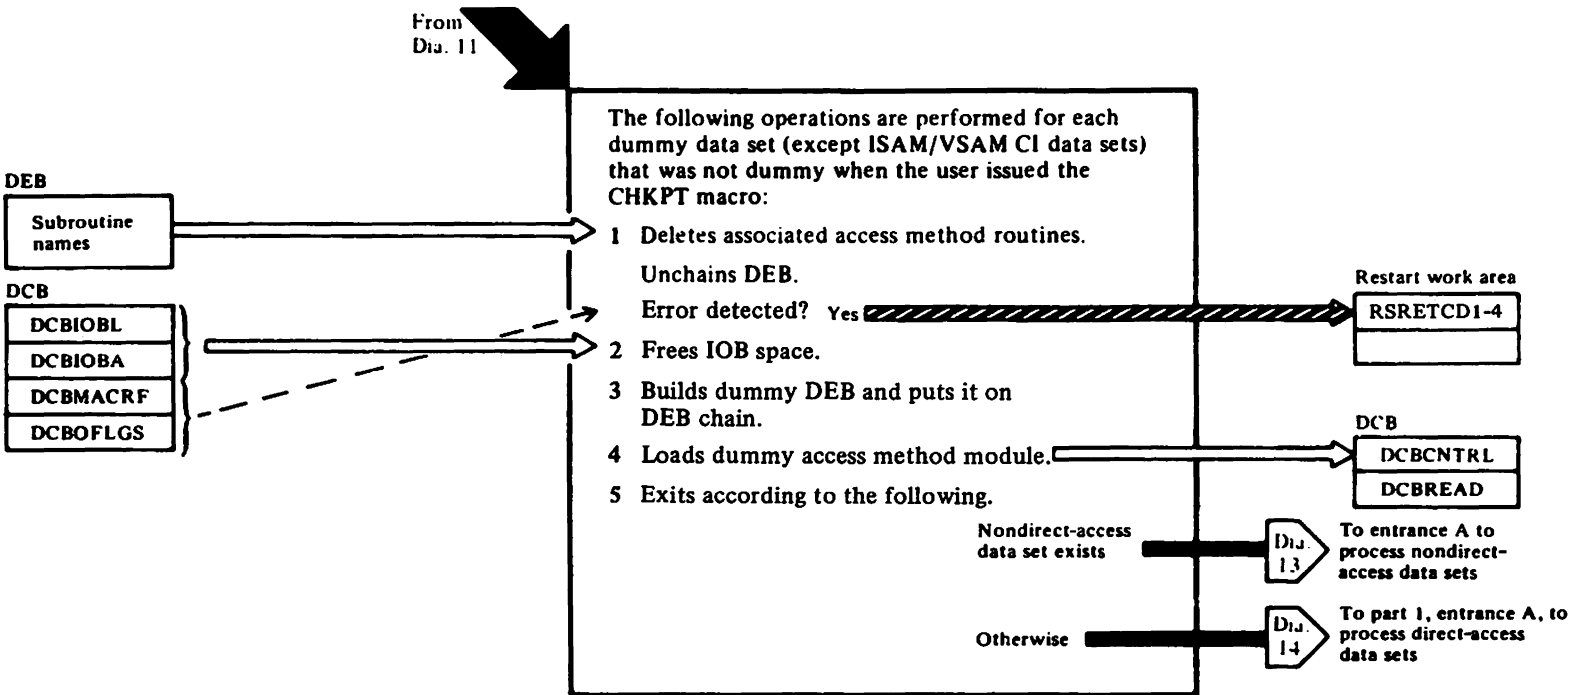 From
Dia. 11
The following operations are performed for each
dummy data set (except ISAM/VSAM CI data sets)
that was not dummy when the user issued the
CHKPT macro:
DEB
Subroutine
names
1 Deletes associated access method routines.
Unchains DEB.
DCB
DCBIOBL
DCBIOBA
DCBMACRF
DCBOFLGS
Error detected? Yes
Restart work area
RSRETCD1-4
2 Frees IOB space.
3 Builds dummy DEB and puts it on
DEB chain.
4 Loads dummy access method module.
DCB
DCBCNTRL
DCBREAD
5 Exits according to the following.
Nondirect-access
data set exists
Dia.
13
To entrance A to
process nondirect-
access data sets
Otherwise
Dia.
14
To part 1, entrance A, to
process direct-access
data sets